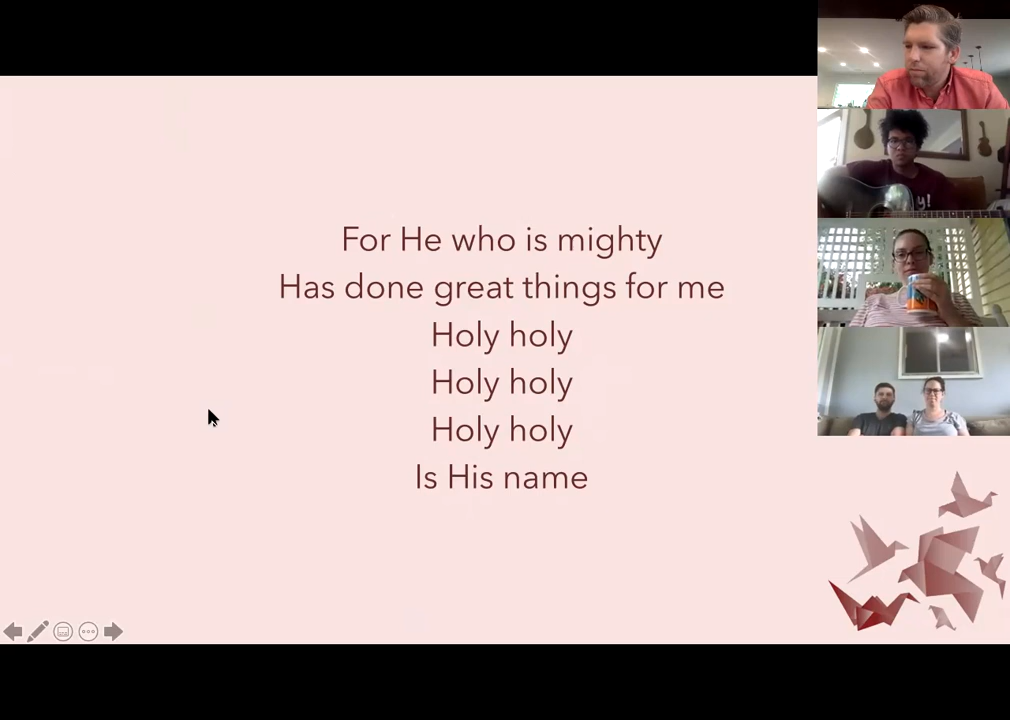 For He who is mighty
Has done great things for me
Holy holy
Holy holy
Holy holy
Is His name
y!